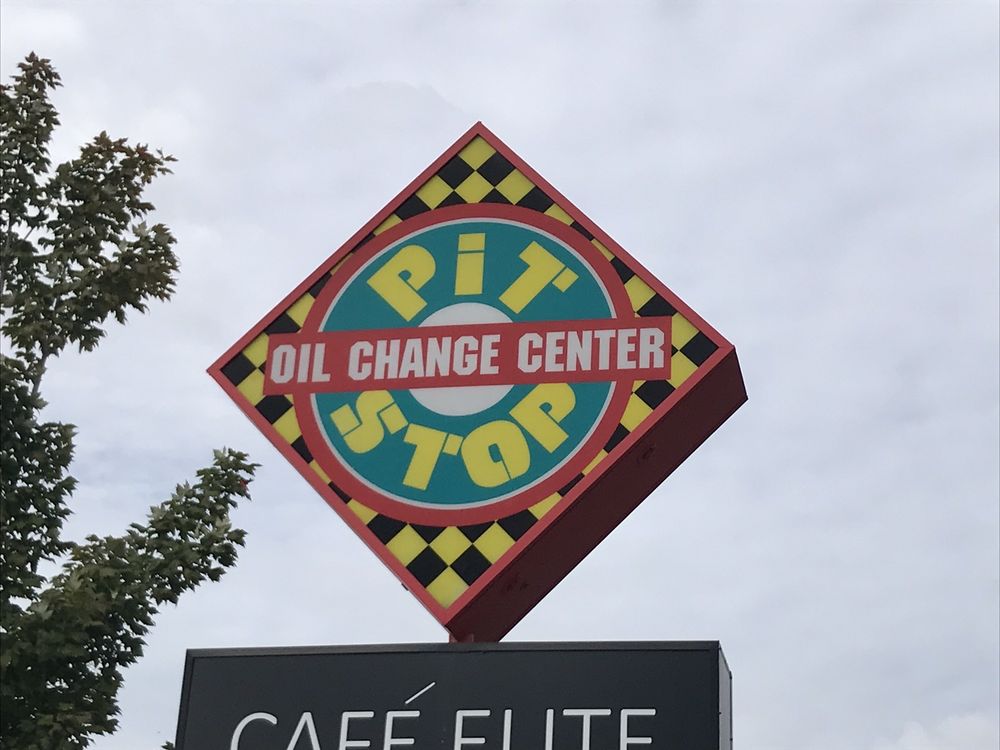 PiT
OIL CHANGE CENTER
STOP
CAFÉ ELITE